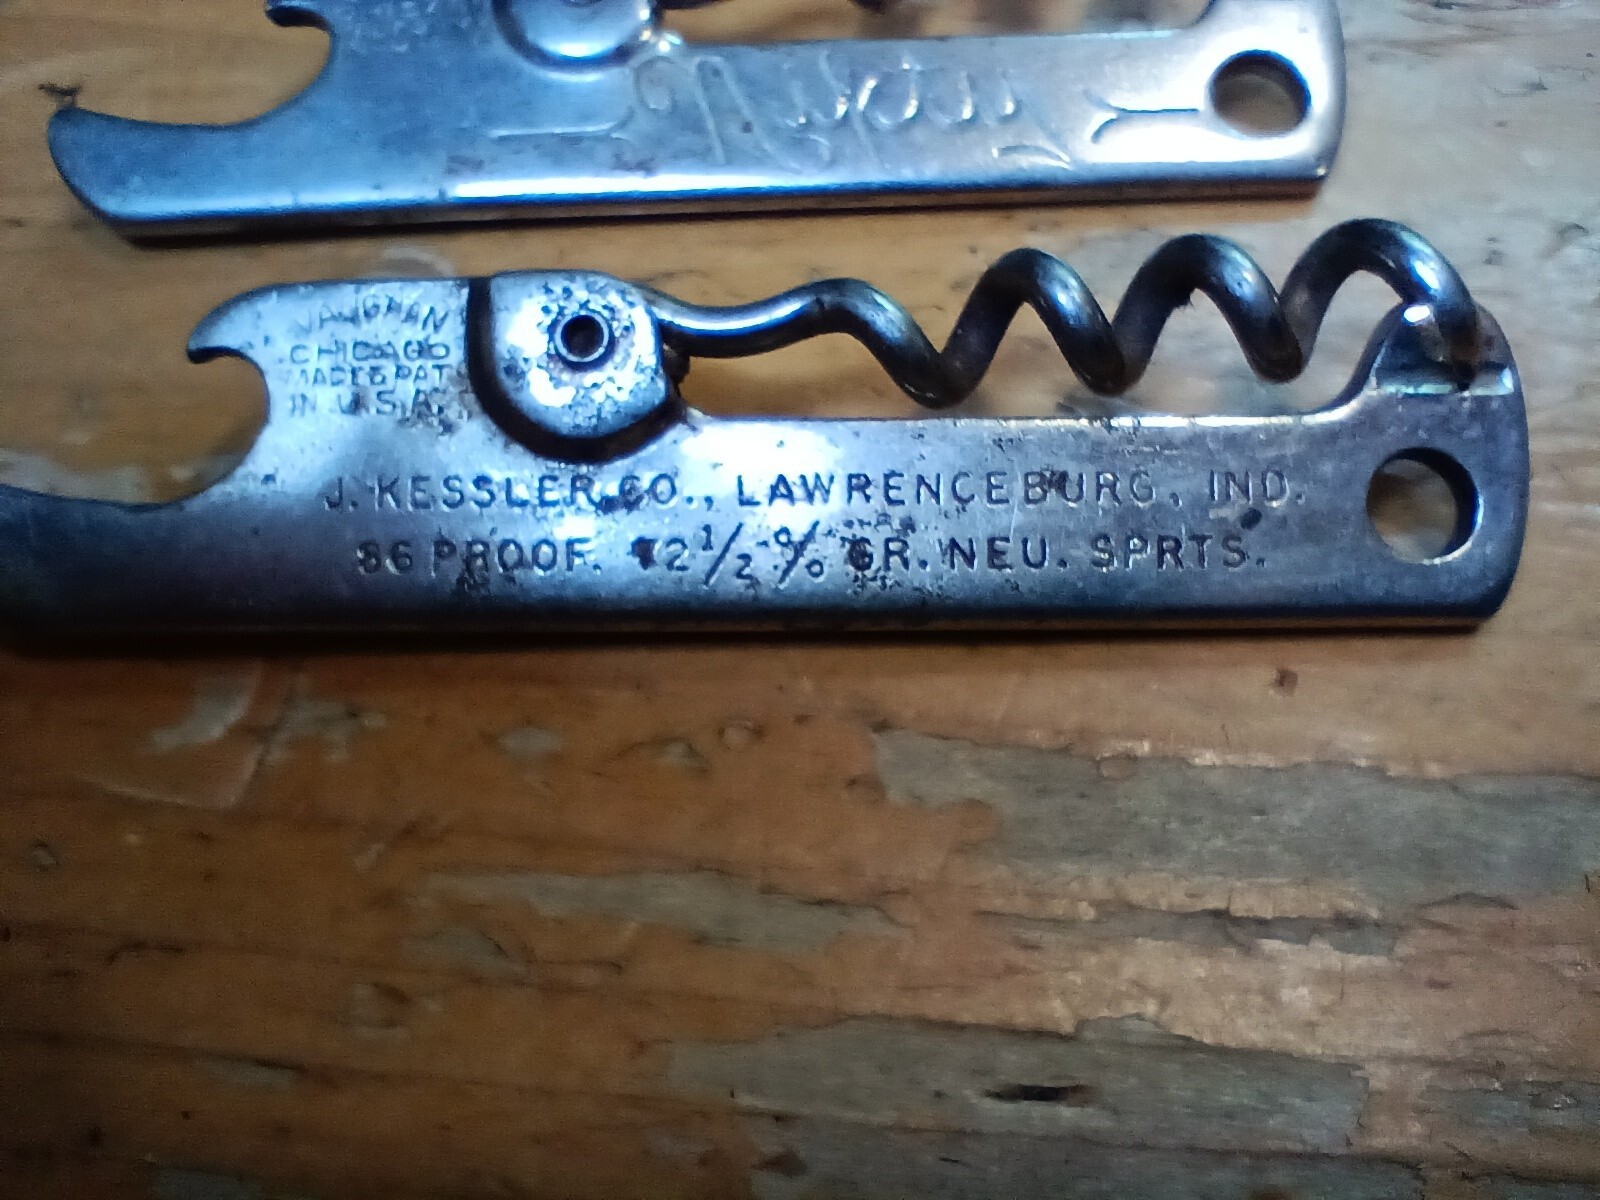 VAUGHAN
CHICAGO
MADE & PAT
IN U.S.A.
J. KESSLER CO., LAWRENCEBURG, IND.
86 PROOF. 72 1/2 % GR. NEU. SPRTS.